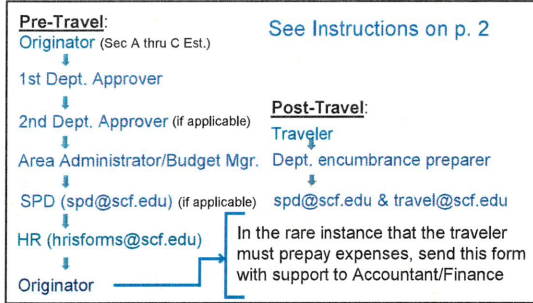 Pre-Travel:
See Instructions on p. 2
Originator (Sec A thru C Est.)
1st Dept. Approver
2nd Dept. Approver (if applicable)
Area Administrator/Budget Mgr.
SPD (spd@scf.edu) (if applicable)
HR (hrisforms@scf.edu)
Originator
Post-Travel:
Traveler
Dept. encumbrance preparer
spd@scf.edu & travel@scf.edu
In the rare instance that the traveler
must prepay expenses, send this form
with support to Accountant/Finance